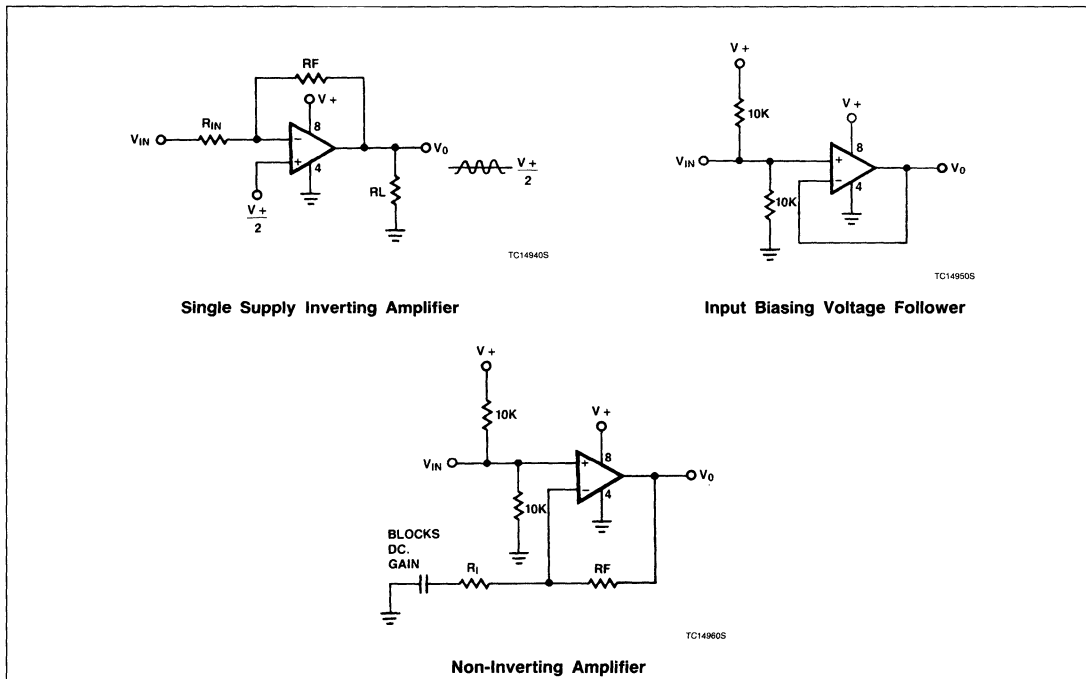 RF
V +
8
RIN
VIN
−
+
4
V0
V +
2
RL
V +
2
TC14940S
Single Supply Inverting Amplifier
V +
10K
V +
8
VIN
+
−
4
V0
10K
TC14950S
Input Biasing Voltage Follower
V +
10K
V +
8
VIN
+
−
4
V0
10K
BLOCKS
DC.
GAIN
RI
RF
TC14960S
Non-Inverting Amplifier